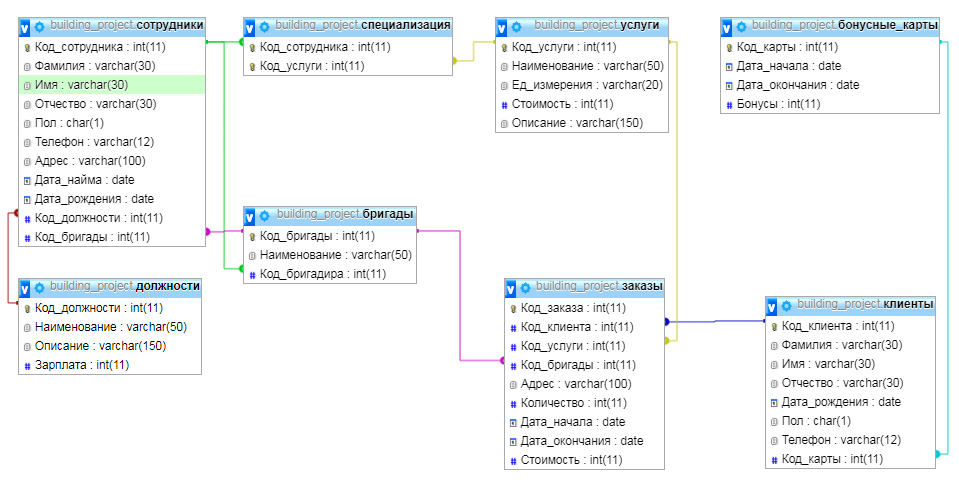 building_project.сотрудники
Код_сотрудника : int(11)
Фамилия : varchar(30)
Имя : varchar(30)
Отчество : varchar(30)
Пол : char(1)
Телефон : varchar(12)
Адрес : varchar(100)
Дата_найма : date
Дата_рождения : date
Код_должности : int(11)
Код_бригады : int(11)
building_project.специализация
Код_сотрудника : int(11)
Код_услуги : int(11)
building_project.услуги
Код_услуги : int(11)
Наименование : varchar(50)
Ед_измерения : varchar(20)
Стоимость : int(11)
Описание : varchar(150)
building_project.бонусные_карты
Код_карты : int(11)
Дата_начала : date
Дата_окончания : date
Бонусы : int(11)
building_project.бригады
Код_бригады : int(11)
Наименование : varchar(50)
Код_бригадира : int(11)
building_project.должности
Код_должности : int(11)
Наименование : varchar(50)
Описание : varchar(150)
Зарплата : int(11)
building_project.заказы
Код_заказа : int(11)
Код_клиента : int(11)
Код_услуги : int(11)
Код_бригады : int(11)
Адрес : varchar(100)
Количество : int(11)
Дата_начала : date
Дата_окончания : date
Стоимость : int(11)
building_project.клиенты
Код_клиента : int(11)
Фамилия : varchar(30)
Имя : varchar(30)
Отчество : varchar(30)
Дата_рождения : date
Пол : char(1)
Телефон : varchar(12)
Код_карты : int(11)